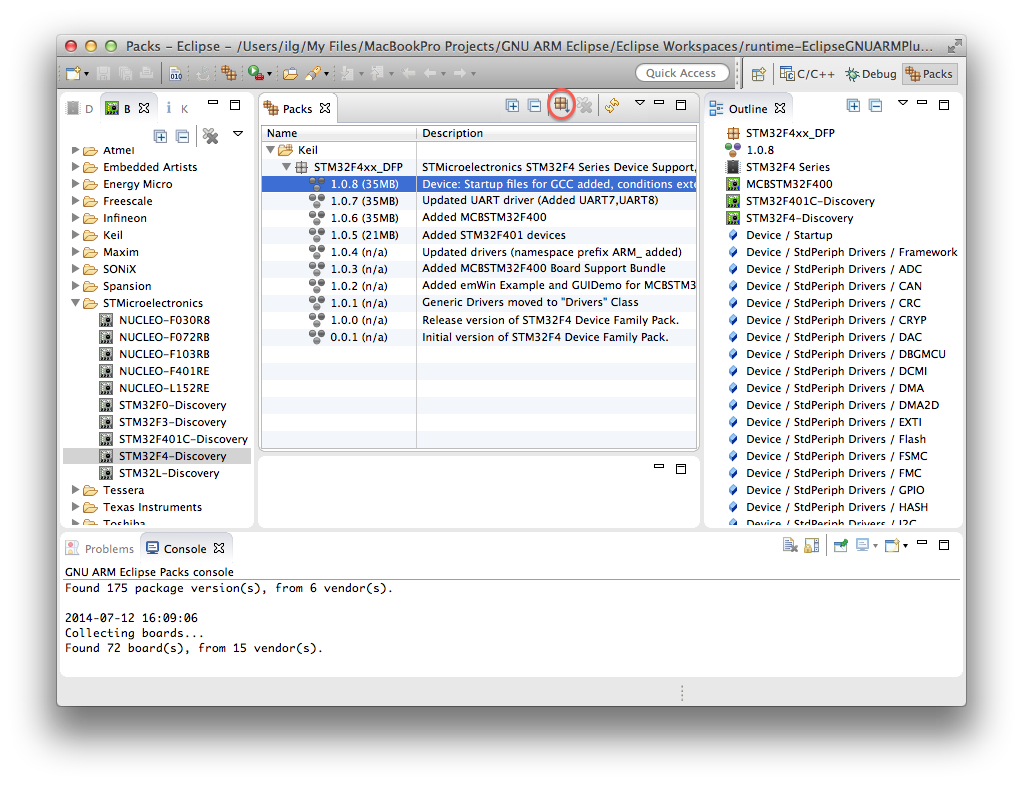 Packs – Eclipse – /Users/ilg/My Files/MacBookPro Projects/GNU ARM Eclipse/Eclipse Workspaces/runtime-EclipseGNUARMPlu...
010
Quick Access
C/C++
Debug
Packs
D
B
K
Atmel
Embedded Artists
Energy Micro
Freescale
Infineon
Keil
Maxim
SONiX
Spansion
STMicroelectronics
NUCLEO-F030R8
NUCLEO-F072RB
NUCLEO-F103RB
NUCLEO-F401RE
NUCLEO-L152RE
STM32F0-Discovery
STM32F3-Discovery
STM32F401C-Discovery
STM32F4-Discovery
STM32L-Discovery
Tessera
Texas Instruments
Toshiba
Packs
Name Description
Keil
STM32F4xx_DFP STMicroelectronics STM32F4 Series Device Support,
1.0.8 (35MB) Device: Startup files for GCC added, conditions exte
1.0.7 (35MB) Updated UART driver (Added UART7,UART8)
1.0.6 (35MB) Added MCBSTM32F400
1.0.5 (21MB) Added STM32F401 devices
1.0.4 (n/a) Updated drivers (namespace prefix ARM_ added)
1.0.3 (n/a) Added MCBSTM32F400 Board Support Bundle
1.0.2 (n/a) Added emWin Example and GUIDemo for MCBSTM3
1.0.1 (n/a) Generic Drivers moved to "Drivers" Class
1.0.0 (n/a) Release version of STM32F4 Device Family Pack.
0.0.1 (n/a) Initial version of STM32F4 Device Family Pack.
Outline
STM32F4xx_DFP
1.0.8
STM32F4 Series
MCBSTM32F400
STM32F401C-Discovery
STM32F4-Discovery
Device / Startup
Device / StdPeriph Drivers / Framework
Device / StdPeriph Drivers / ADC
Device / StdPeriph Drivers / CAN
Device / StdPeriph Drivers / CRC
Device / StdPeriph Drivers / CRYP
Device / StdPeriph Drivers / DAC
Device / StdPeriph Drivers / DBGMCU
Device / StdPeriph Drivers / DCMI
Device / StdPeriph Drivers / DMA
Device / StdPeriph Drivers / DMA2D
Device / StdPeriph Drivers / EXTI
Device / StdPeriph Drivers / Flash
Device / StdPeriph Drivers / FSMC
Device / StdPeriph Drivers / FMC
Device / StdPeriph Drivers / GPIO
Device / StdPeriph Drivers / HASH
Device / StdPeriph Drivers / I2C
Problems
Console
GNU ARM Eclipse Packs console
Found 175 package version(s), from 6 vendor(s).
2014-07-12 16:09:06
Collecting boards...
Found 72 board(s), from 15 vendor(s).